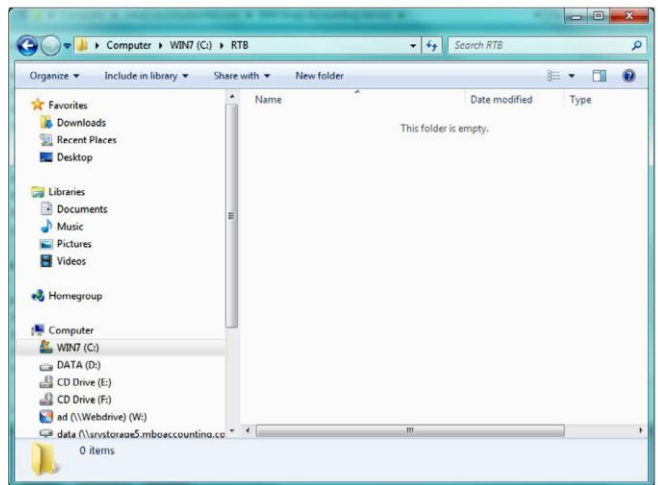 Computer ▸ WIN7 (C:) ▸ RTB
Search RTB
Organize
Include in library
Share with
New folder
Name
Date modified
Type
This folder is empty.
Favorites
Downloads
Recent Places
Desktop
Libraries
Documents
Music
Pictures
Videos
Homegroup
Computer
WIN7 (C:)
DATA (D:)
CD Drive (E:)
CD Drive (F:)
ad (\\Webdrive) (W:)
data (\\srvstorage5.mboaccounting.co
0 items